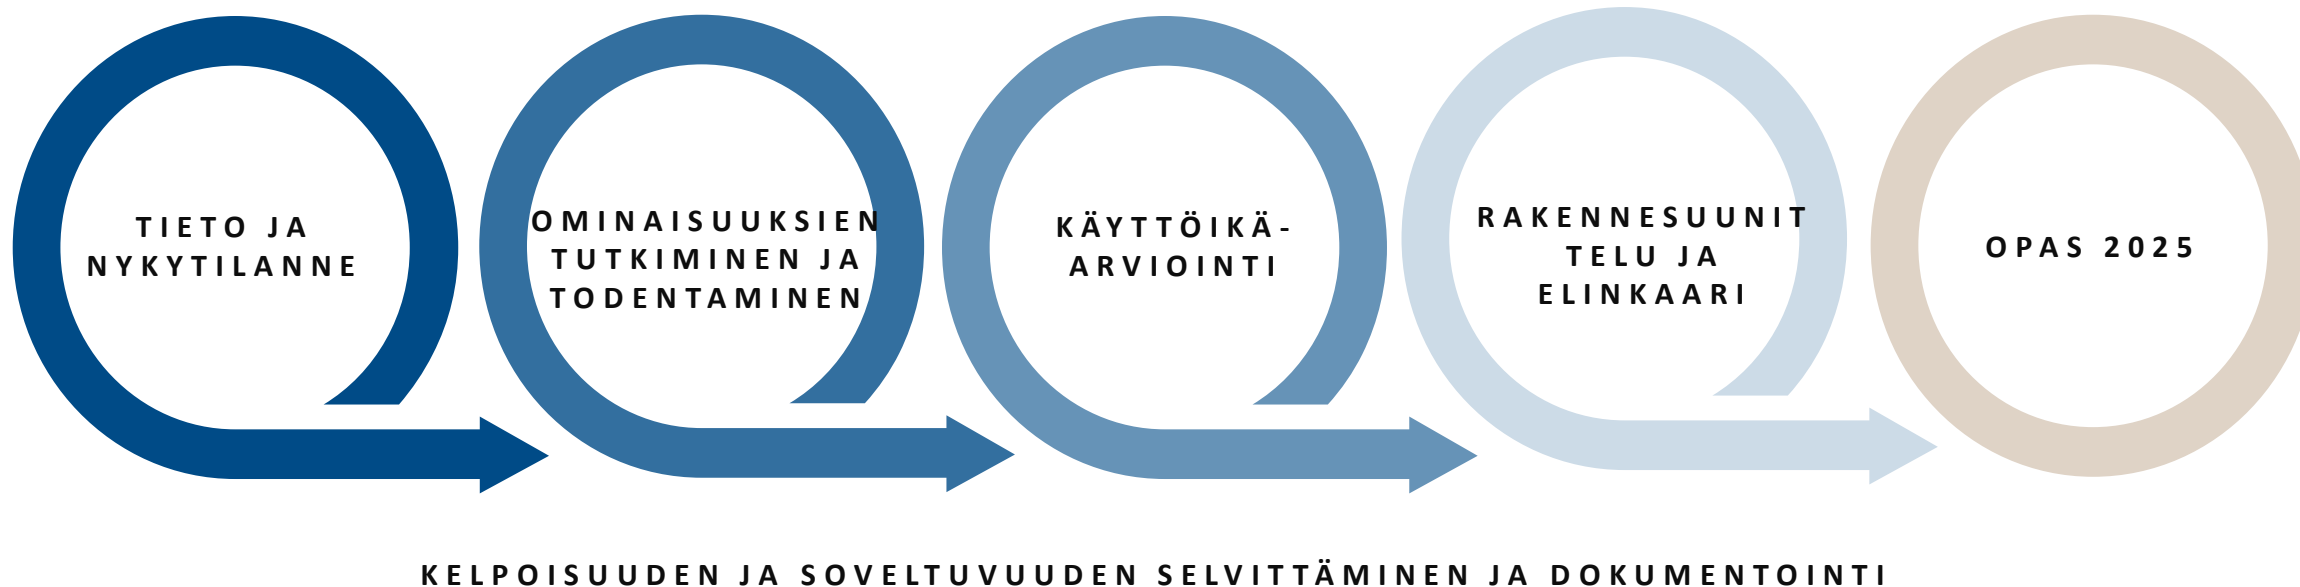 TIETO JA
NYKYTILANNE
OMINAISUUKSIEN
TUTKIMINEN JA
TODENTAMINEN
KÄYTTÖIKÄ-
ARVIOINTI
RAKENNESUUNIT
TELU JA
ELINKAARI
OPAS 2025
KELPOISUUDEN JA SOVELTUVUUDEN SELVITTÄMINEN JA DOKUMENTOINTI